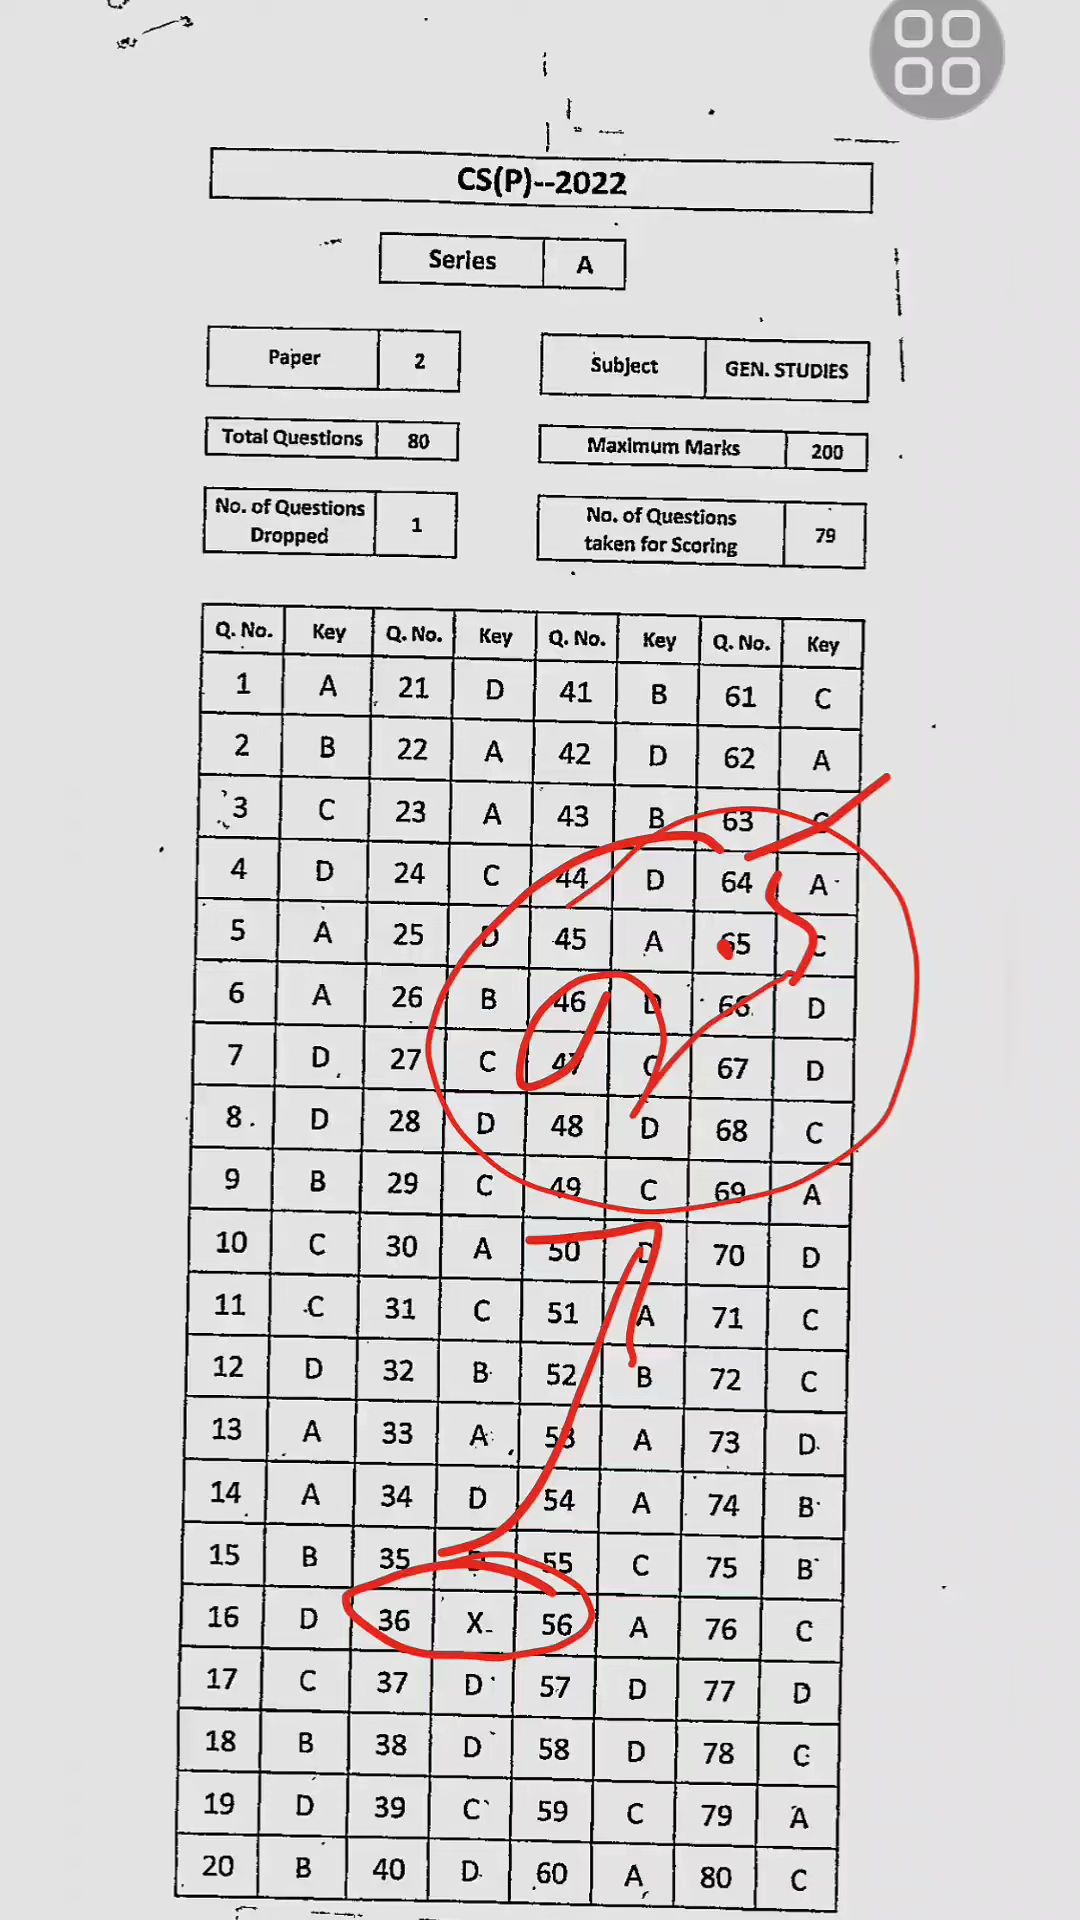 CS(P)--2022
Series A
Paper 2 Subject GEN. STUDIES
Total Questions 80 Maximum Marks 200
No. of Questions Dropped 1 No. of Questions taken for Scoring 79
Q. No. Key Q. No. Key Q. No. Key Q. No. Key
1 A 21 D 41 B 61 C
2 B 22 A 42 D 62 A
3 C 23 A 43 B 63 C
4 D 24 C 44 D 64 A
5 A 25 D 45 A 65 C
6 A 26 B 46 D 66 D
7 D 27 C 47 C 67 D
8 D 28 D 48 D 68 C
9 B 29 C 49 C 69 A
10 C 30 A 50 D 70 D
11 C 31 C 51 A 71 C
12 D 32 B 52 B 72 C
13 A 33 A 53 A 73 D
14 A 34 D 54 A 74 B
15 B 35 55 C 75 B
16 D 36 X 56 A 76 C
17 C 37 D 57 D 77 D
18 B 38 D 58 D 78 C
19 D 39 C 59 C 79 A
20 B 40 D 60 A 80 C